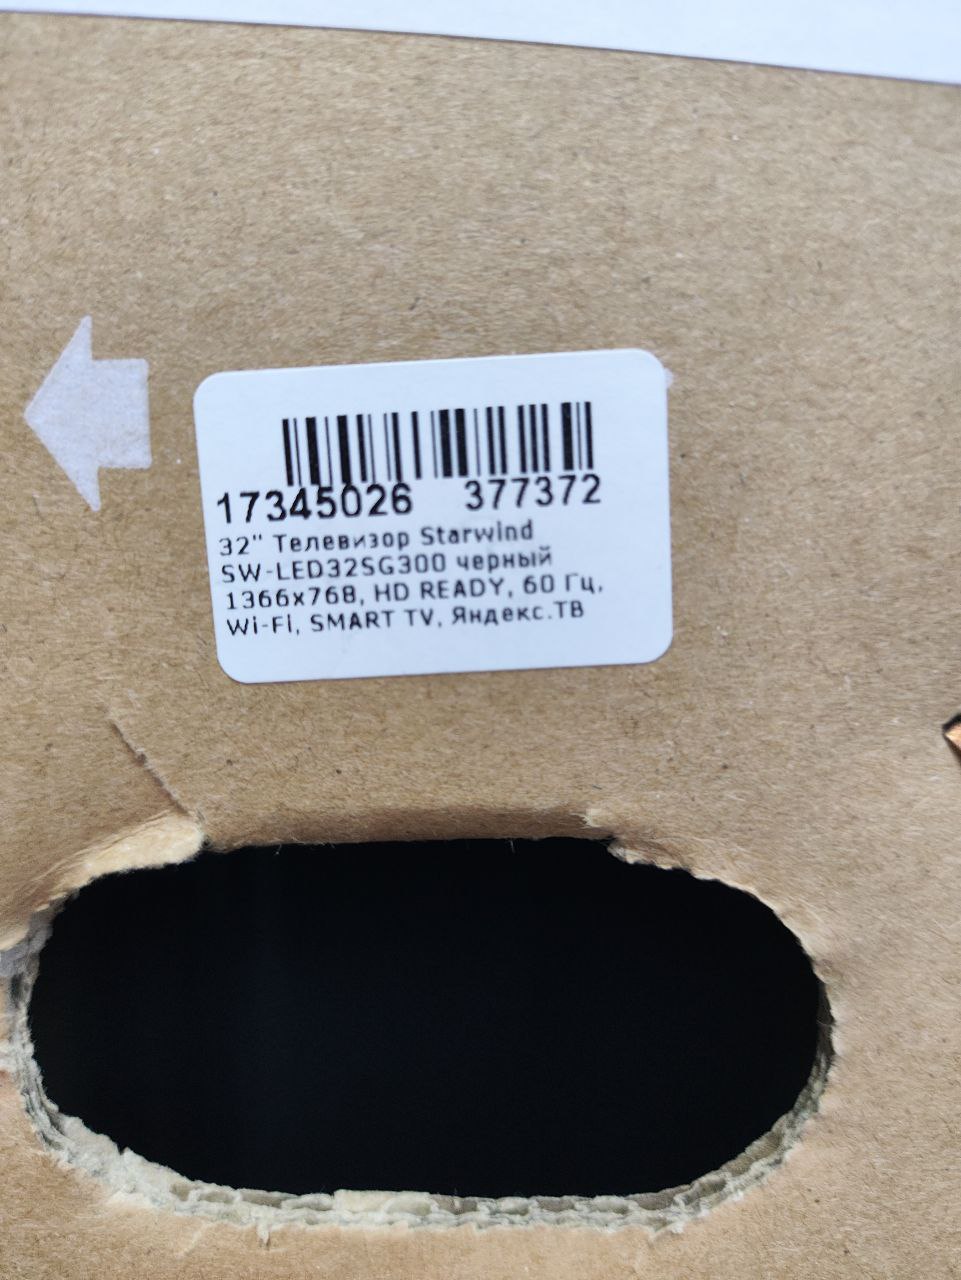 17345026 377372
32" Телевизор Starwind
SW-LED32SG300 черный
1366x768, HD READY, 60 Гц,
Wi-Fi, SMART TV, Яндекс.ТВ